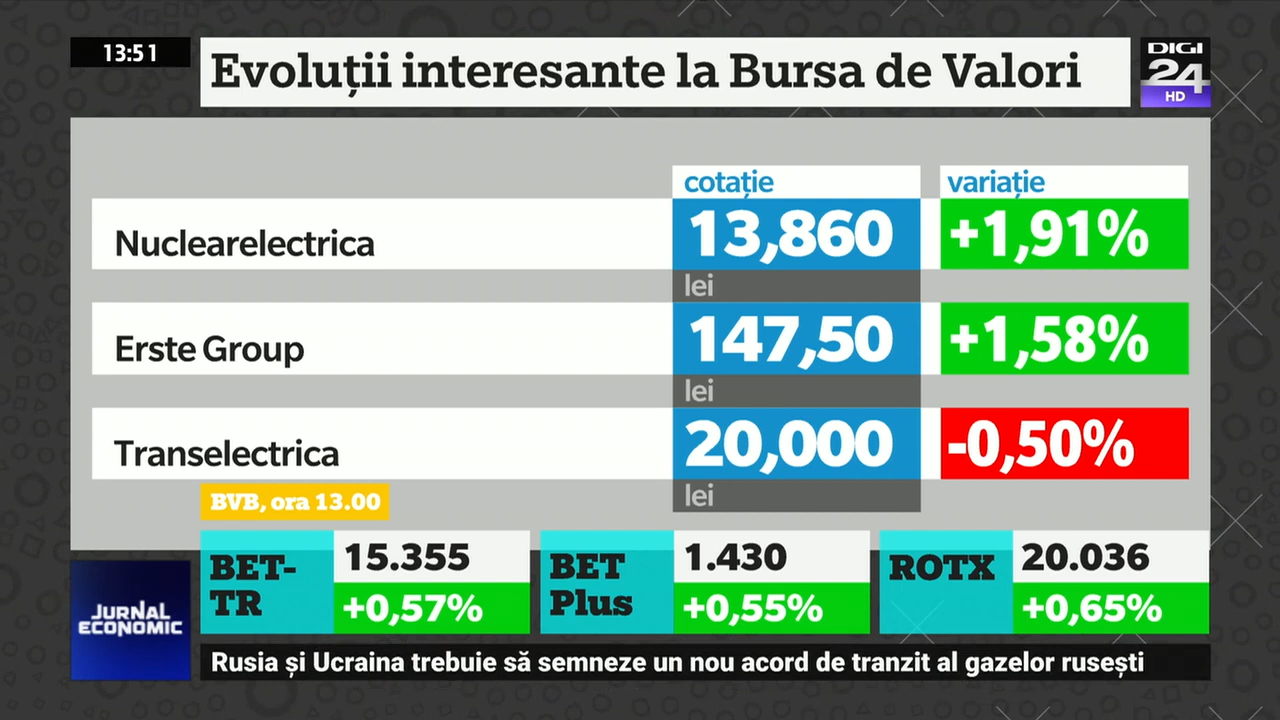 13:51
Evoluții interesante la Bursa de Valori
DIGI
24
HD
cotație
variație
Nuclearelectrica
13,860
+1,91%
lei
Erste Group
147,50
+1,58%
lei
Transelectrica
20,000
-0,50%
lei
BVB, ora 13.00
BET-
TR
15.355
+0,57%
BET
Plus
1.430
+0,55%
ROTX
20.036
+0,65%
JURNAL
ECONOMIC
Rusia și Ucraina trebuie să semneze un nou acord de tranzit al gazelor rusești